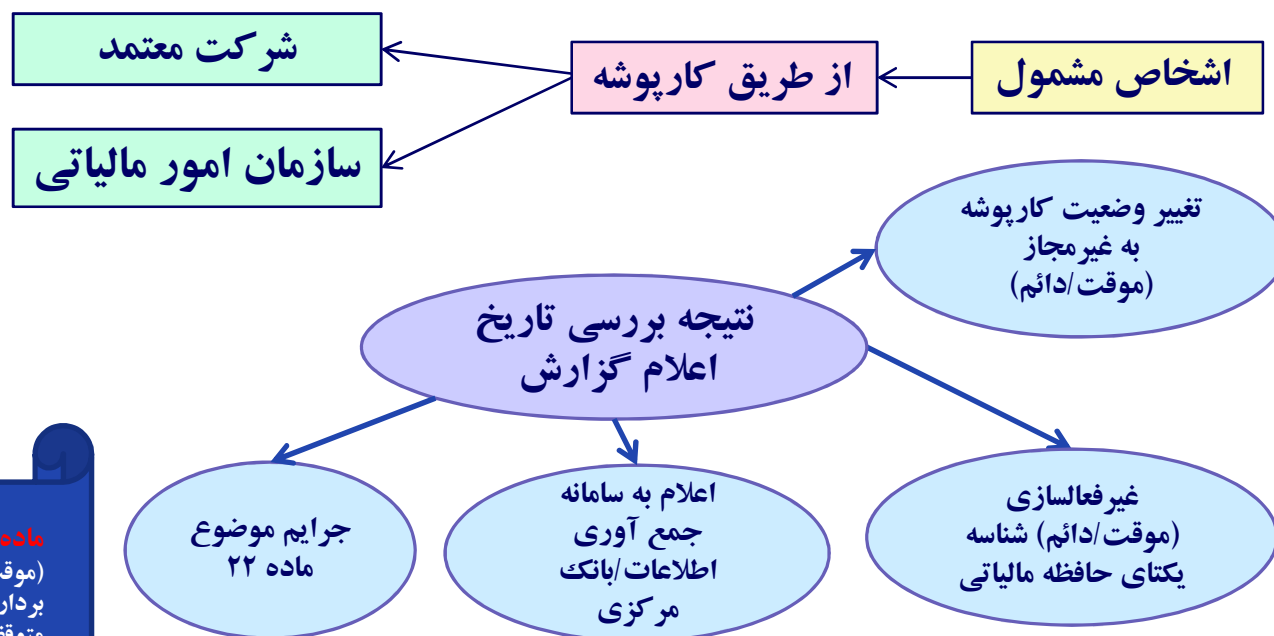 اشخاص مشمول
از طریق کارپوشه
شرکت معتمد
سازمان امور مالیاتی
تغییر وضعیت کارپوشه
به غیرمجاز
(موقت/دائم)
نتیجه بررسی تاریخ
اعلام گزارش
غیرفعالسازی
(موقت/دائم) شناسه
یکتای حافظه مالیاتی
اعلام به سامانه
جمع آوری
اطلاعات/بانک
مرکزی
جرایم موضوع
ماده ۲۲
ماده